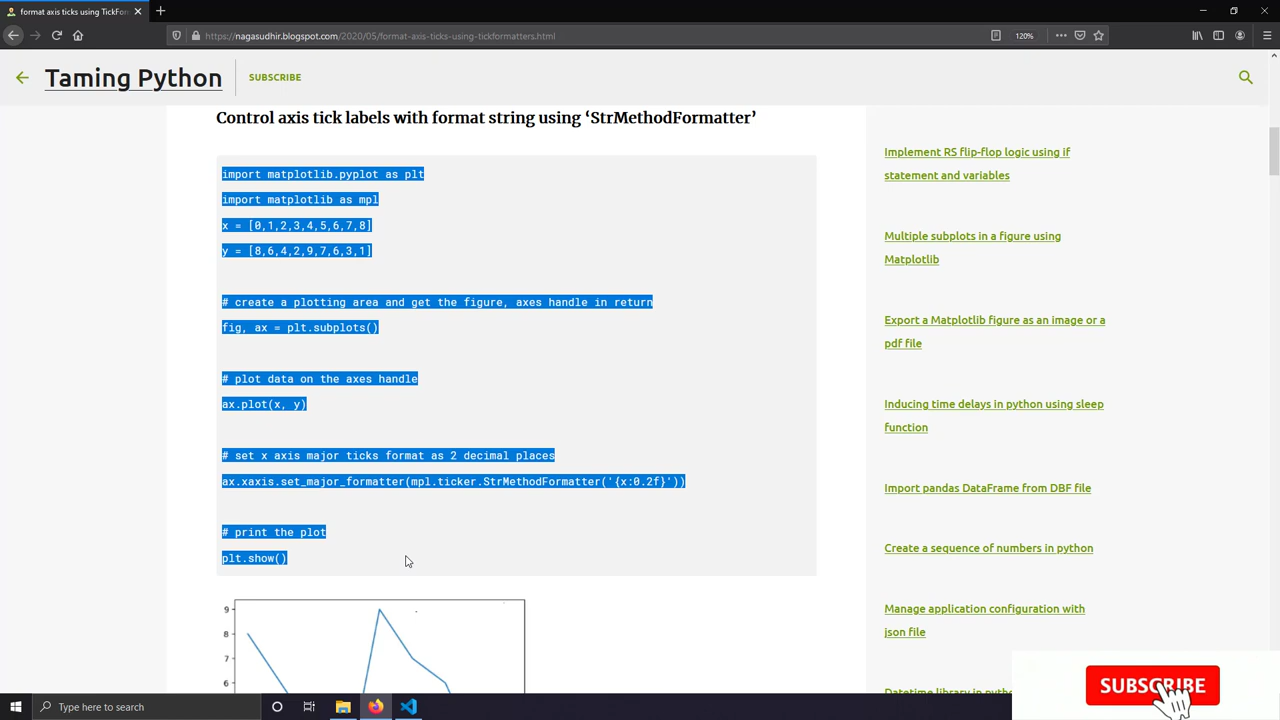 format axis ticks using TickForm
https://nagasudhir.blogspot.com/2020/05/format-axis-ticks-using-tickformatters.html
120%
Taming Python
SUBSCRIBE
Control axis tick labels with format string using ‘StrMethodFormatter’
import matplotlib.pyplot as plt
import matplotlib as mpl
x = [0,1,2,3,4,5,6,7,8]
y = [8,6,4,2,9,7,6,3,1]
# create a plotting area and get the figure, axes handle in return
fig, ax = plt.subplots()
# plot data on the axes handle
ax.plot(x, y)
# set x axis major ticks format as 2 decimal places
ax.xaxis.set_major_formatter(mpl.ticker.StrMethodFormatter('{x:0.2f}'))
# print the plot
plt.show()
9
8
7
6
Implement RS flip-flop logic using if
statement and variables
Multiple subplots in a figure using
Matplotlib
Export a Matplotlib figure as an image or a
pdf file
Inducing time delays in python using sleep
function
Import pandas DataFrame from DBF file
Create a sequence of numbers in python
Manage application configuration with
json file
Datetime library in pytho
SUBSCRIBE
Type here to search